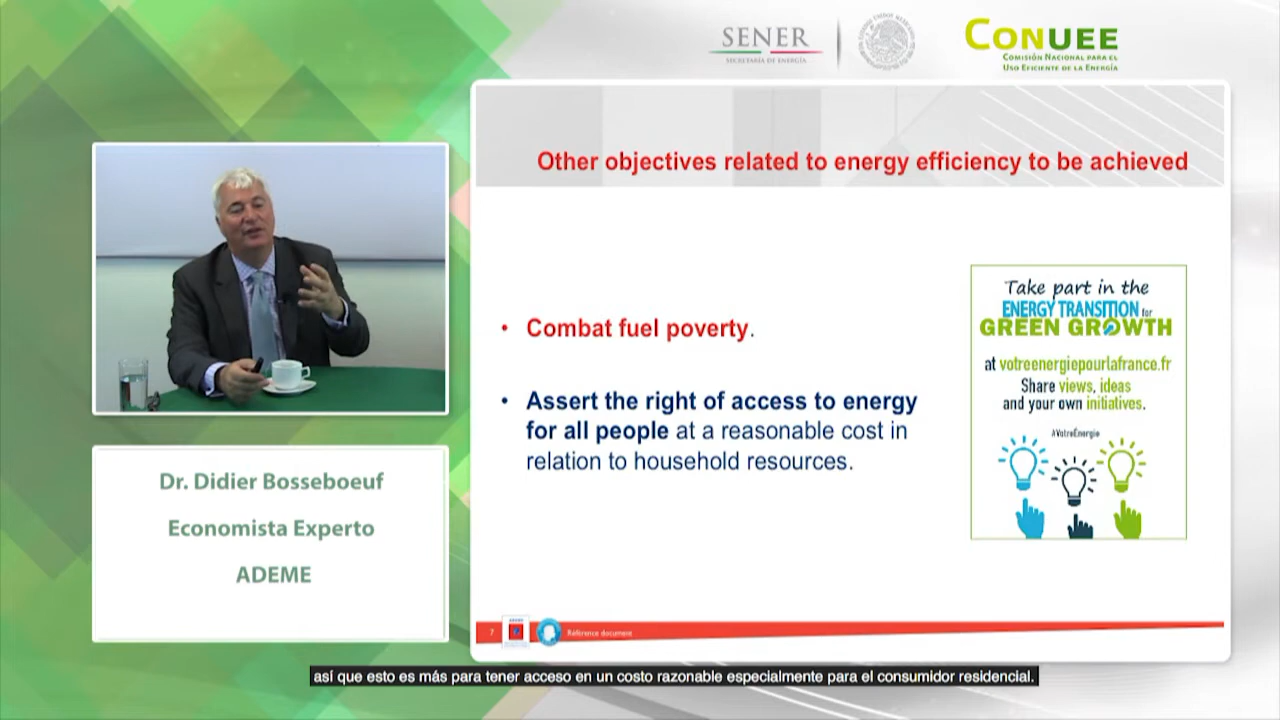 SENER
SECRETARÍA DE ENERGÍA
CONUEE
COMISIÓN NACIONAL PARA EL
USO EFICIENTE DE LA ENERGÍA
Other objectives related to energy efficiency to be achieved
• Combat fuel poverty.
• Assert the right of access to energy
for all people at a reasonable cost in
relation to household resources.
Take part in the
ENERGY TRANSITION for
GREEN GROWTH
at votreenergiepourlafrance.fr
Share views, ideas
and your own initiatives.
#VotreEnergie
Dr. Didier Bosseboeuf
Economista Experto
ADEME
7
Réference document
así que esto es más para tener acceso en un costo razonable especialmente para el consumidor residencial.